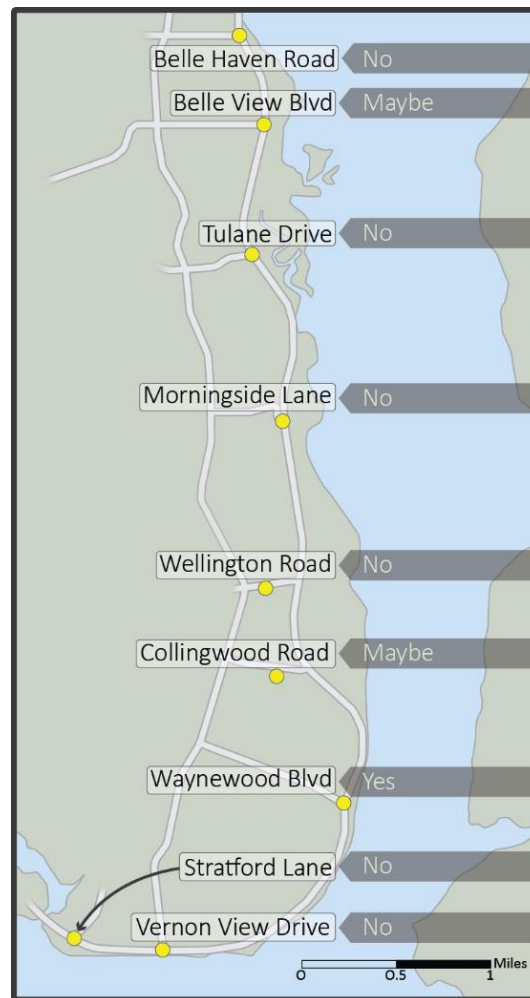 Belle Haven Road No
Belle View Blvd Maybe
Tulane Drive No
Morningside Lane No
Wellington Road No
Collingwood Road Maybe
Waynewood Blvd Yes
Stratford Lane No
Vernon View Drive No
Miles
0 0.5 1